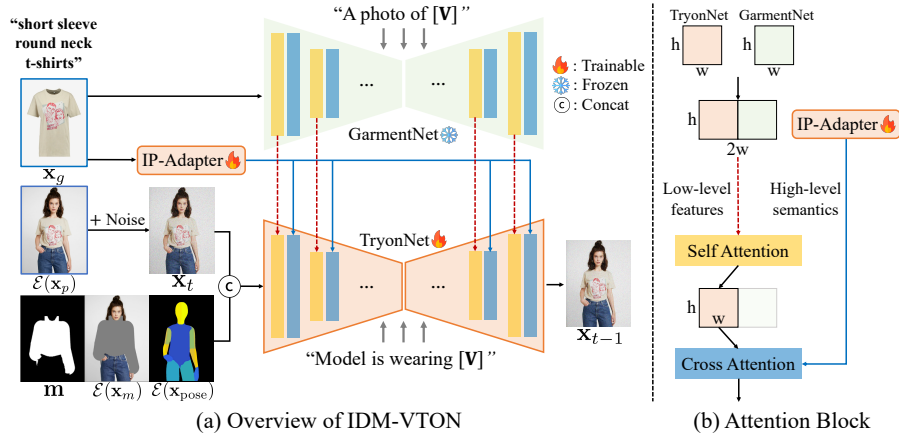 “short sleeve
round neck
t-shirts”
“A photo of [V]”
: Trainable
: Frozen
C : Concat
...
...
GarmentNet
IP-Adapter
x_g
+ Noise
TryonNet
ℰ(x_p)
x_t
C
...
...
x_{t−1}
“Model is wearing [V]”
m
ℰ(x_m)
ℰ(x_pose)
(a) Overview of IDM-VTON
TryonNet
GarmentNet
h
w
h
w
h
2w
IP-Adapter
Low-level
features
High-level
semantics
Self Attention
h
w
Cross Attention
(b) Attention Block